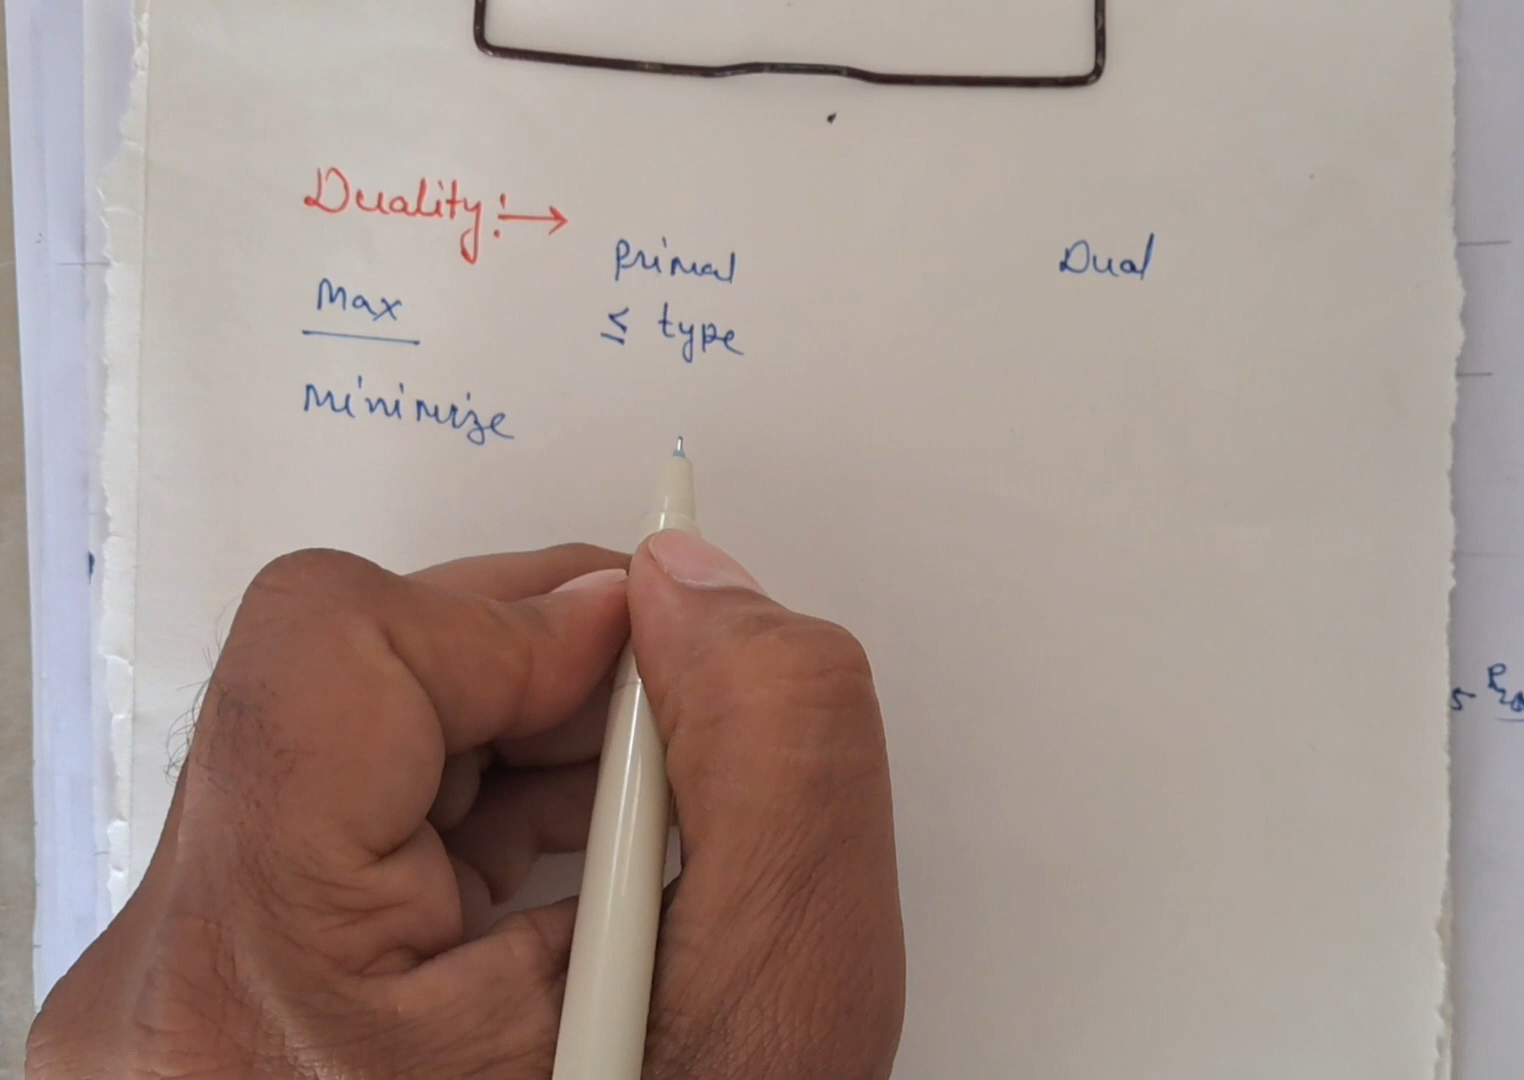 Duality:→
Primal Dual
Max ≤ type
Minimize